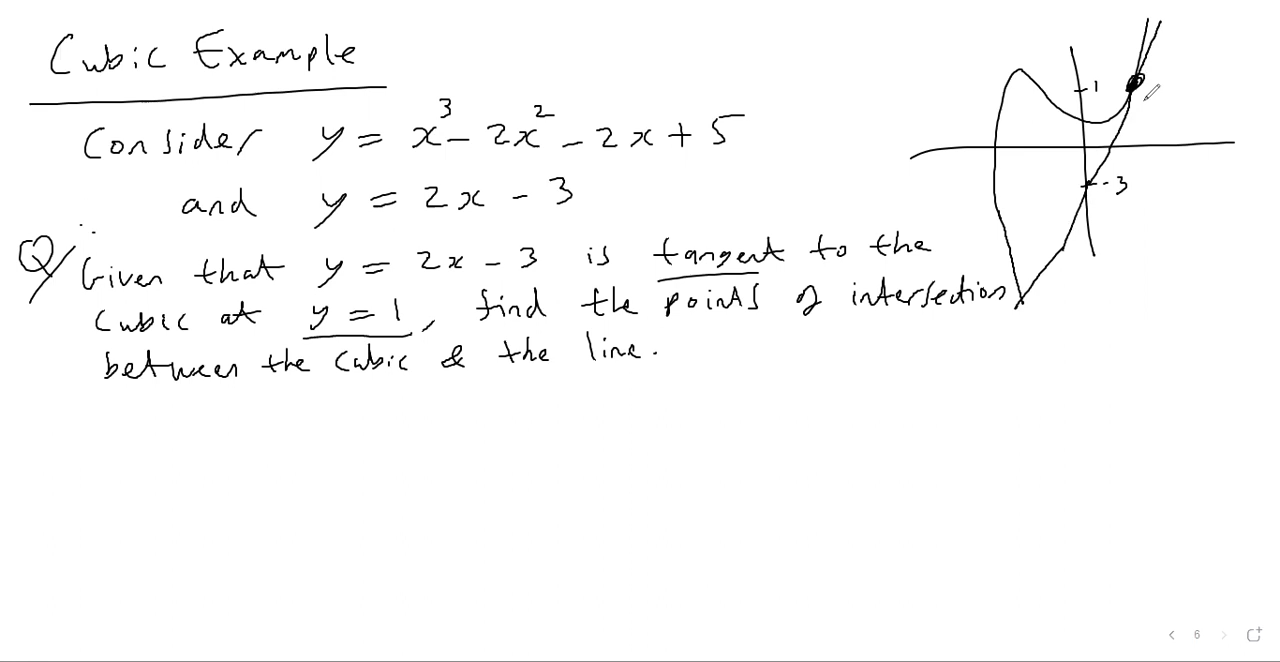 Cubic Example
Consider y = x³ - 2x² - 2x + 5
and y = 2x - 3
Q/ Given that y = 2x - 3 is tangent to the
cubic at y = 1, find the points of intersection
between the cubic & the line.
1
-3
6